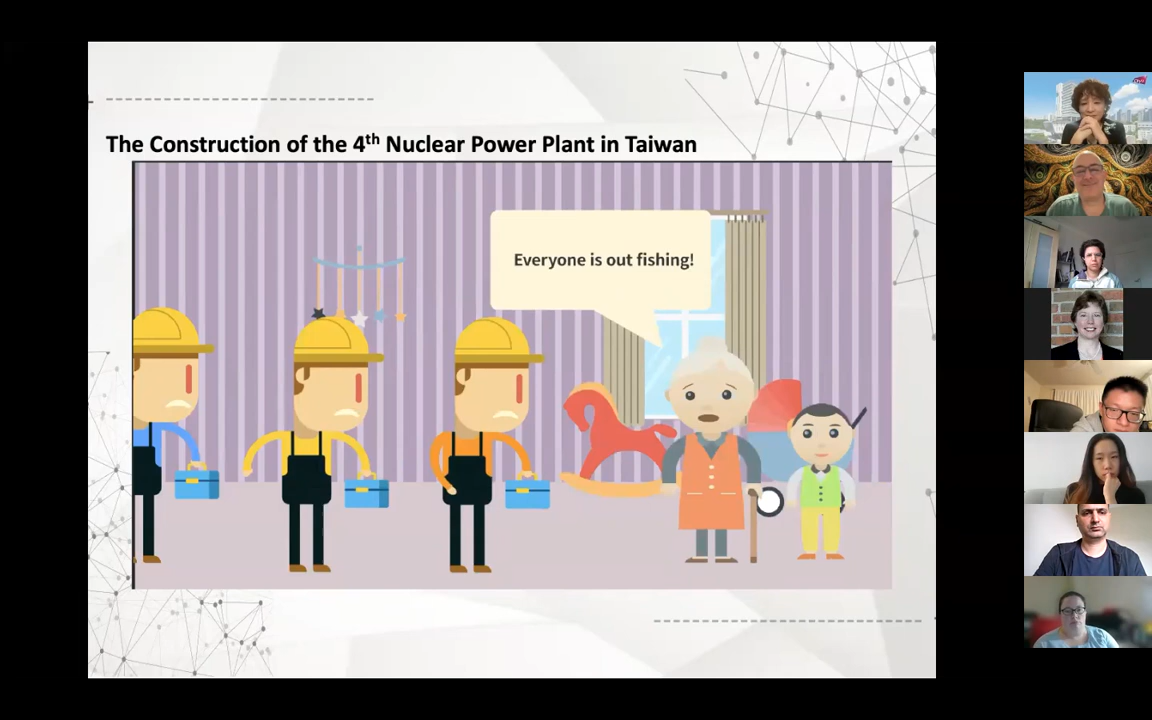 The Construction of the 4th Nuclear Power Plant in Taiwan
Everyone is out fishing!